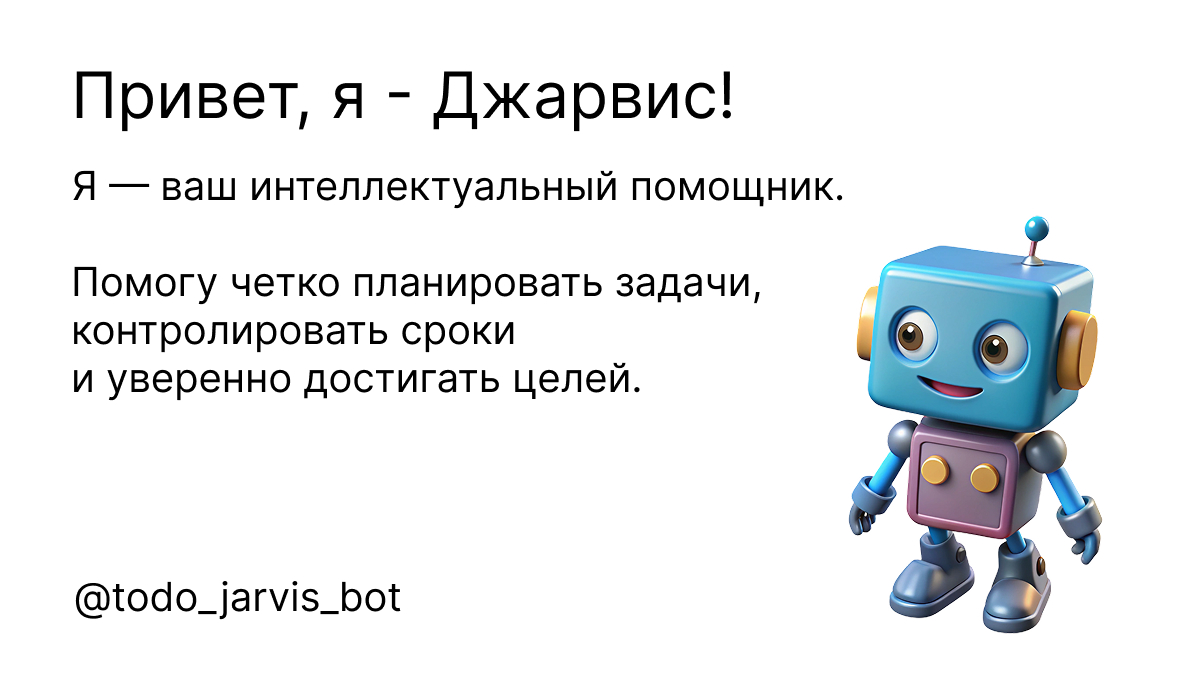 Привет, я - Джарвис!
Я — ваш интеллектуальный помощник.
Помогу четко планировать задачи,
контролировать сроки
и уверенно достигать целей.
@todo_jarvis_bot